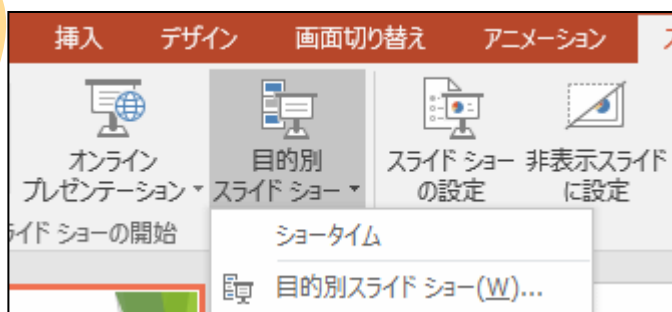 挿入 デザイン 画面切り替え アニメーション
オンライン
プレゼンテーション
目的別
スライド ショー
スライド ショー
の設定
非表示スライド
に設定
イド ショーの開始
ショータイム
目的別スライド ショー(W)...